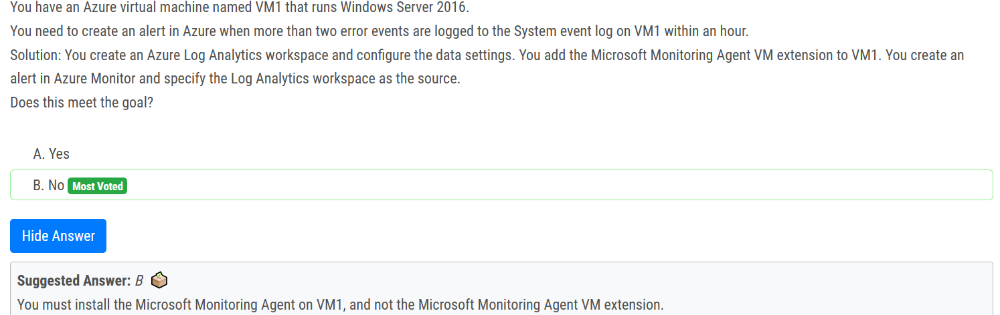 You have an Azure virtual machine named VM1 that runs Windows Server 2016.
You need to create an alert in Azure when more than two error events are logged to the System event log on VM1 within an hour.
Solution: You create an Azure Log Analytics workspace and configure the data settings. You add the Microsoft Monitoring Agent VM extension to VM1. You create an
alert in Azure Monitor and specify the Log Analytics workspace as the source.
Does this meet the goal?
A. Yes
B. No Most Voted
Hide Answer
Suggested Answer: B
You must install the Microsoft Monitoring Agent on VM1, and not the Microsoft Monitoring Agent VM extension.